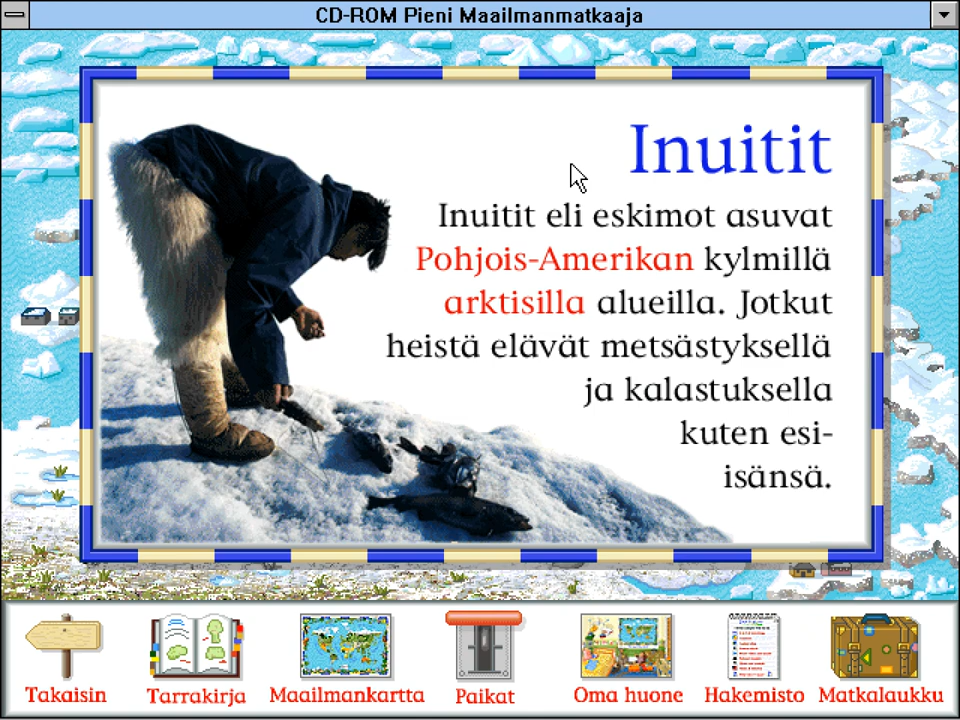 CD-ROM Pieni Maailmanmatkaaja
Inuitit
Inuitit eli eskimot asuvat
Pohjois-Amerikan kylmillä
arktisilla alueilla. Jotkut
heistä elävät metsästyksellä
ja kalastuksella
kuten esi-
isänsä.
Takaisin
Tarrakirja
Maailmankartta
Paikat
Oma huone
Hakemisto
Matkalaukku